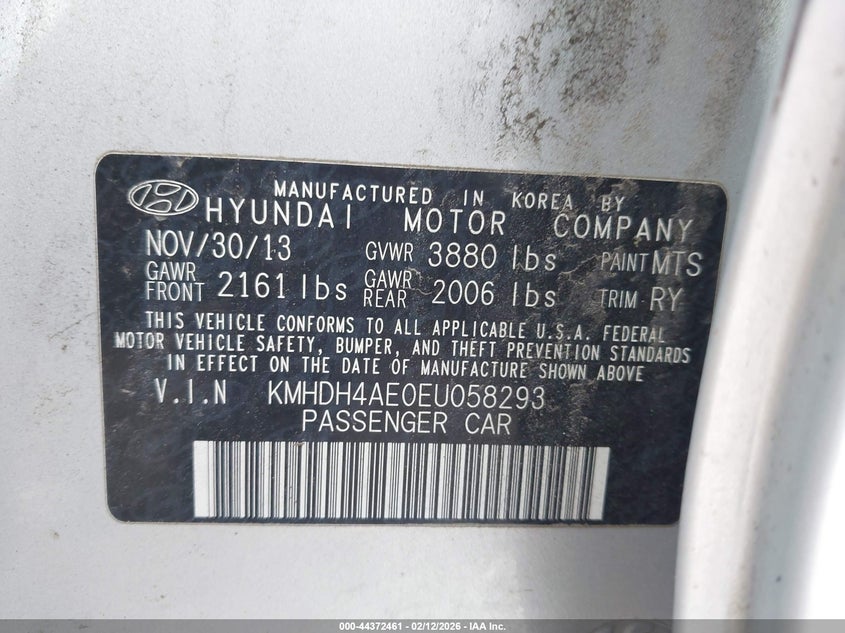 MANUFACTURED IN KOREA BY
HYUNDAI MOTOR COMPANY
NOV/30/13 GVWR 3880 lbs PAINT MTS
GAWR FRONT 2161 lbs GAWR REAR 2006 lbs TRIM RY
THIS VEHICLE CONFORMS TO ALL APPLICABLE U.S.A. FEDERAL
MOTOR VEHICLE SAFETY, BUMPER, AND THEFT PREVENTION STANDARDS
IN EFFECT ON THE DATE OF MANUFACTURE SHOWN ABOVE
V.I.N KMHDH4AE0EU058293
PASSENGER CAR
000-44372461 - 02/12/2026 - IAA Inc.